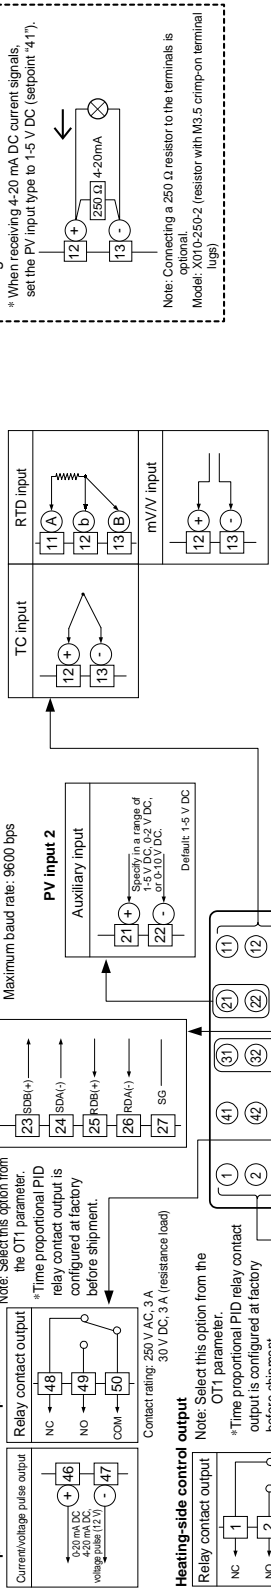 * When receiving 4-20 mA DC current signals,
set the PV input type to 1-5 V DC (setpoint "41").
12
+
250 Ω
4-20mA
13
-
Note: Connecting a 250 Ω resistor to the terminals is
optional.
Model: X010-250-2 (resistor with M3.5 crimp-on terminal
lugs)
TC input
12
+
13
-
RTD input
11
A
12
b
13
B
mV/V input
12
+
13
-
Maximum baud rate: 9600 bps
PV input 2
Auxiliary input
21
+
22
-
Specify in a range of
1-5 V DC, 0-2 V DC,
or 0-10 V DC.
Default: 1-5 V DC
23
SDB(+)
24
SDA(-)
25
RDB(+)
26
RDA(-)
27
SG
Note: Select this option from
the OT1 parameter.
*Time proportional PID
relay contact output is
configured at factory
before shipment.
Current/voltage pulse output
46
+
47
-
0-20 mA DC
4-20 mA DC,
voltage pulse (12 V)
Relay contact output
48
NC
49
NO
50
COM
Contact rating: 250 V AC, 3 A
30 V DC, 3 A (resistance load)
Heating-side control output
Relay contact output
1
NC
2
NO
Note: Select this option from the
OT1 parameter.
*Time proportional PID relay contact
output is configured at factory
before shipment.
1
41
31
21
11
2
42
32
22
12